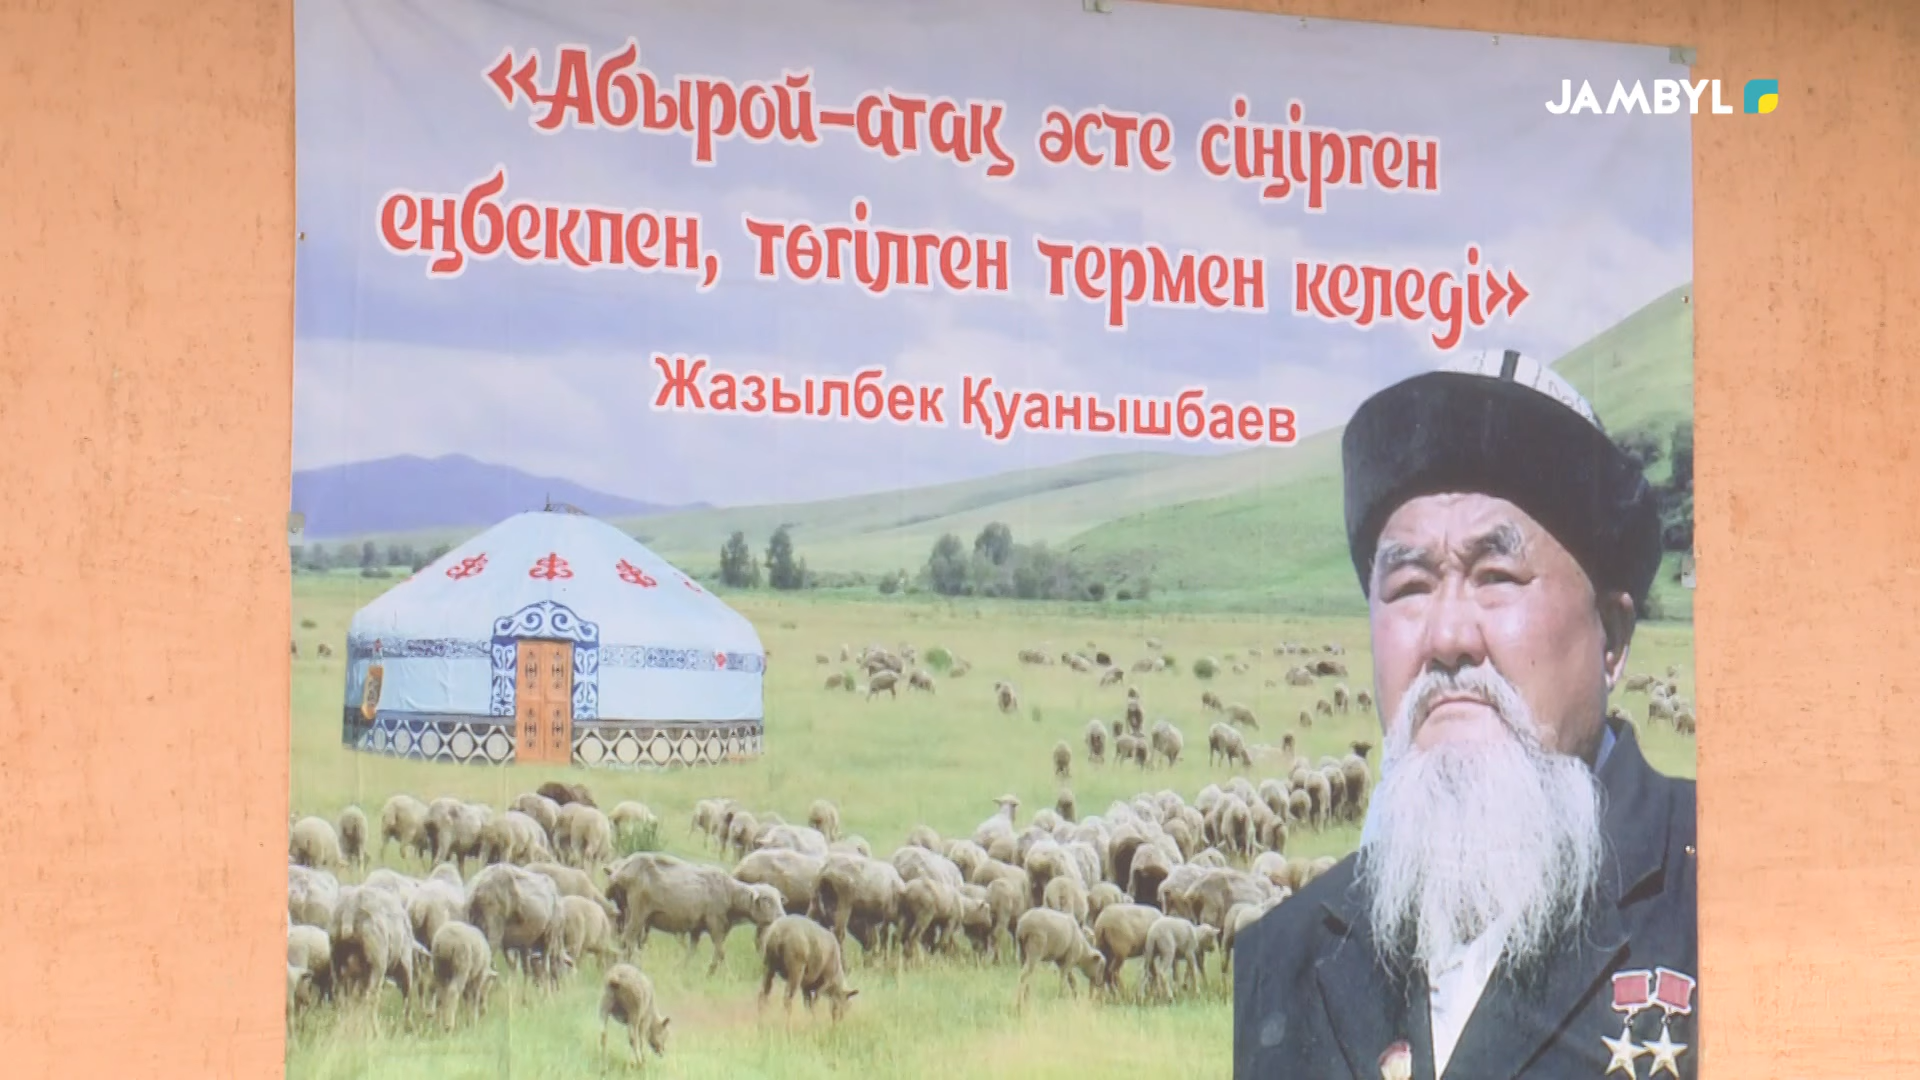 «Абырой-атақ әсте сіңірген
еңбекпен, төгілген термен келеді»
Жазылбек Қуанышбаев
JAMBYL